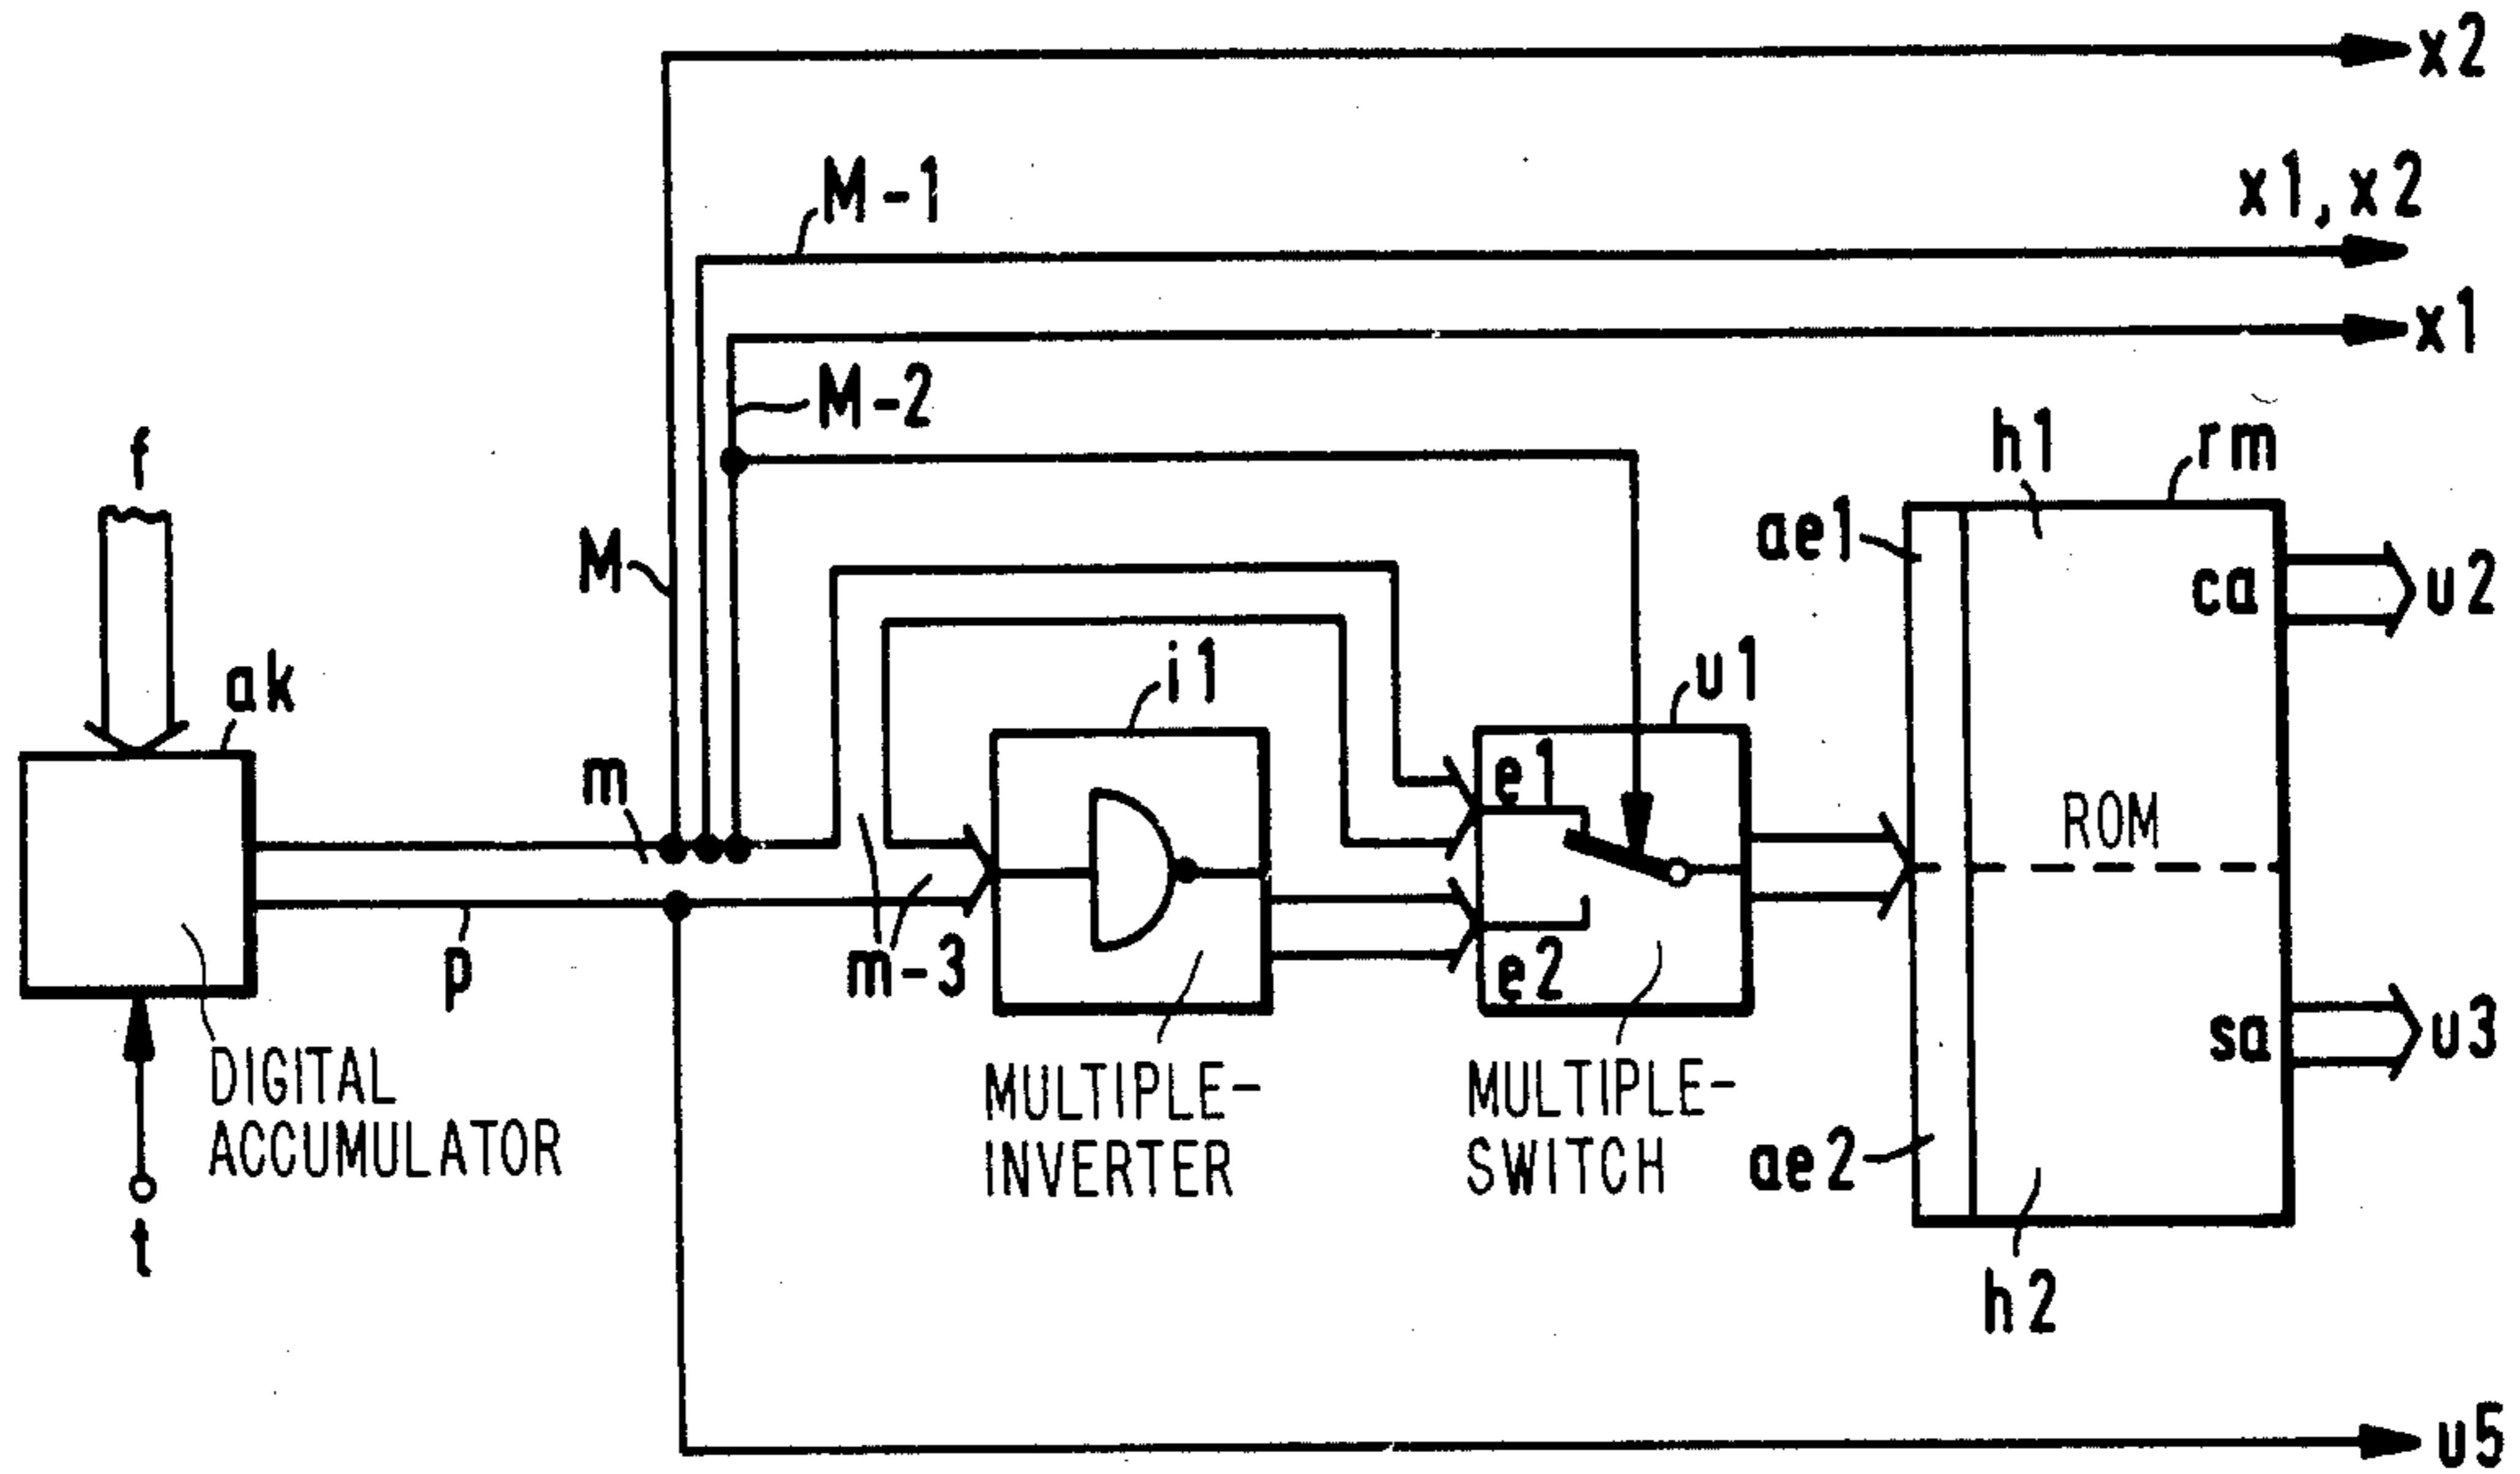 x2
M-1
x1,x2
x1
M-2
f
h1
rm
ae1
M
ca
u2
ak
i1
u1
m
e1
ROM
p
m-3
e2
sa
u3
DIGITAL
ACCUMULATOR
MULTIPLE-
INVERTER
MULTIPLE-
SWITCH
ae2
t
h2
u5